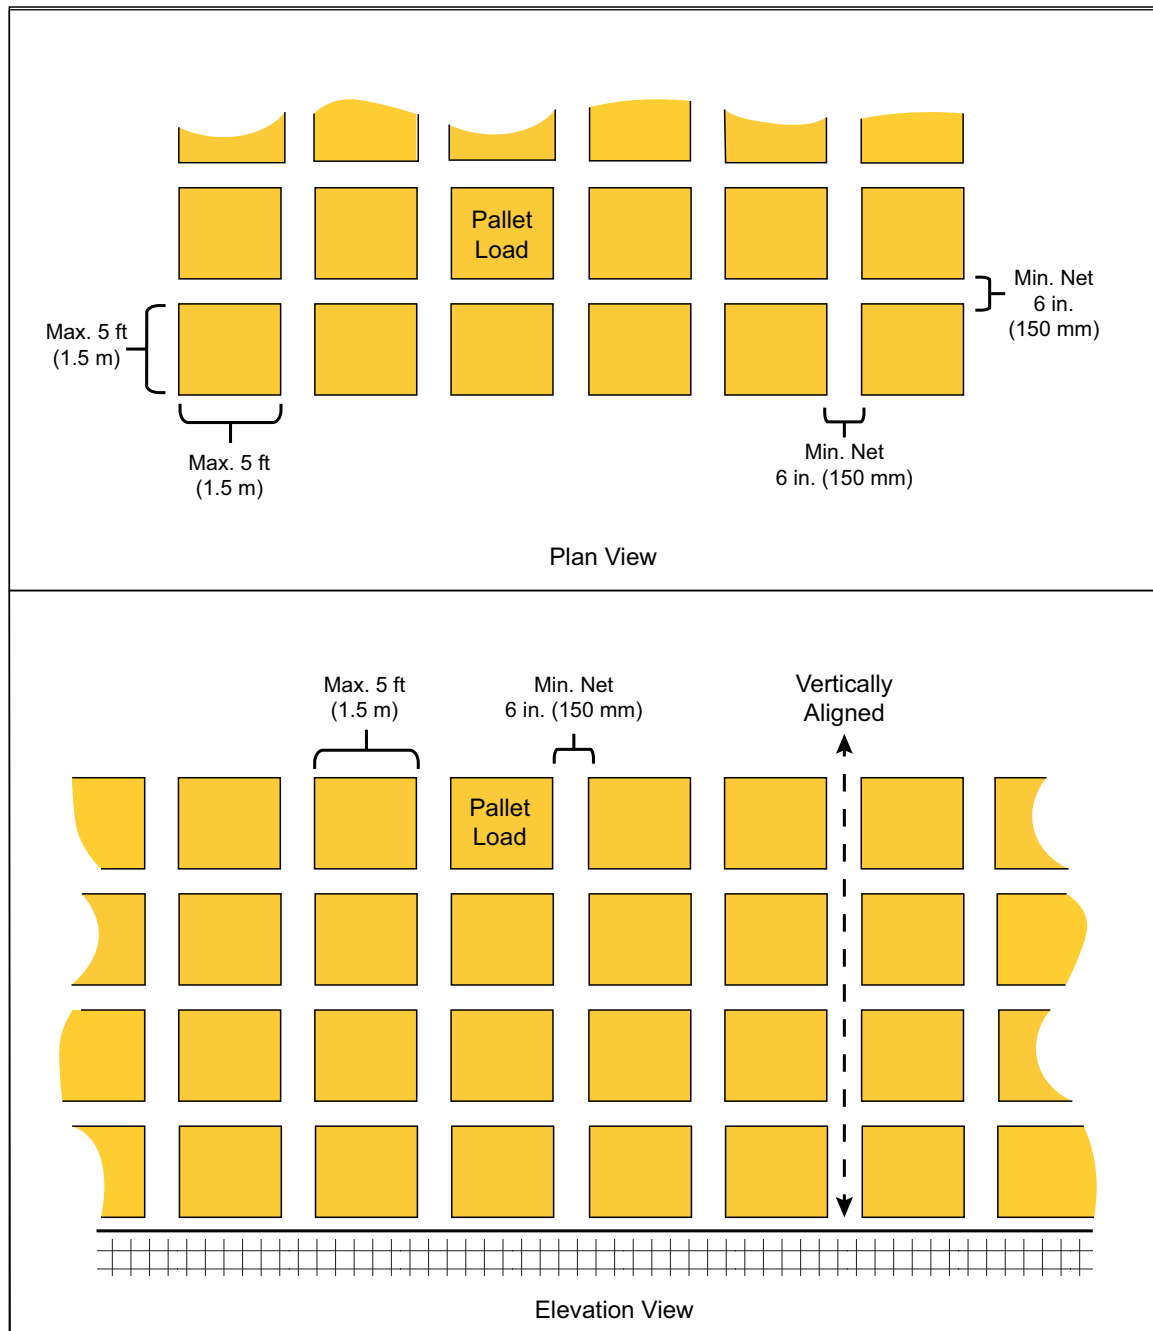 Pallet
Load
Max. 5 ft
(1.5 m)
Min. Net
6 in.
(150 mm)
Max. 5 ft
(1.5 m)
Min. Net
6 in. (150 mm)
Plan View
Max. 5 ft
(1.5 m)
Min. Net
6 in. (150 mm)
Vertically
Aligned
Pallet
Load
Elevation View